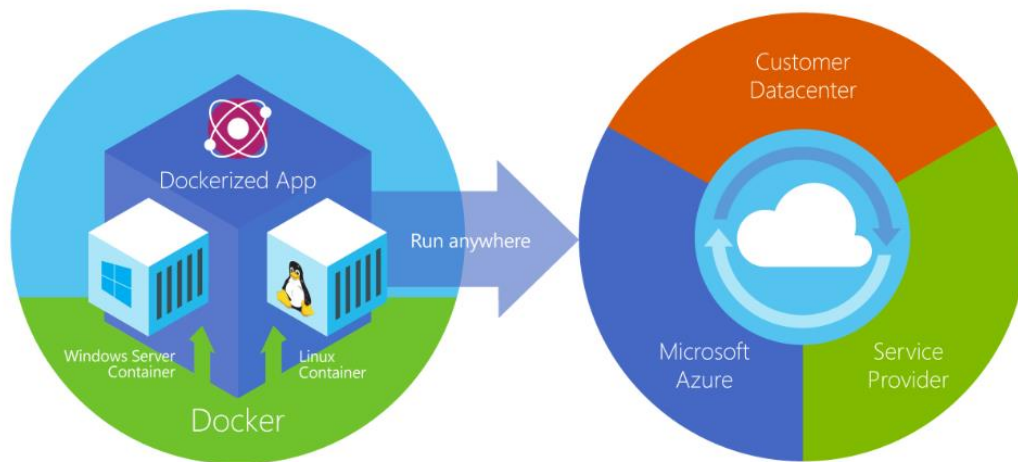 Dockerized App
Windows Server
Container
Linux
Container
Docker
Run anywhere
Customer
Datacenter
Microsoft
Azure
Service
Provider